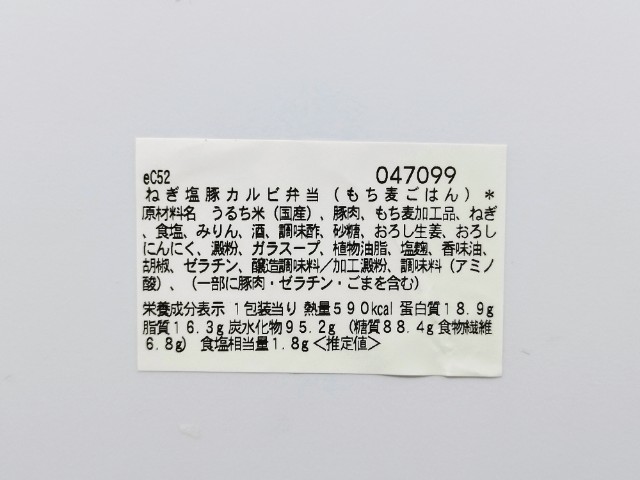 eC52 047099
ねぎ塩豚カルビ弁当（もち麦ごはん）＊
原材料名　うるち米（国産）、豚肉、もち麦加工品、ねぎ
、食塩、みりん、酒、調味酢、砂糖、おろし生姜、おろし
にんにく、澱粉、ガラスープ、植物油脂、塩麹、香味油、
胡椒、ゼラチン、醸造調味料／加工澱粉、調味料（アミノ
酸）、（一部に豚肉・ゼラチン・ごまを含む）
栄養成分表示 １包装当り 熱量５９０kcal 蛋白質１８.９g
脂質１６.３g 炭水化物９５.２g （糖質８８.４g 食物繊維
６.８g） 食塩相当量１.８g＜推定値＞